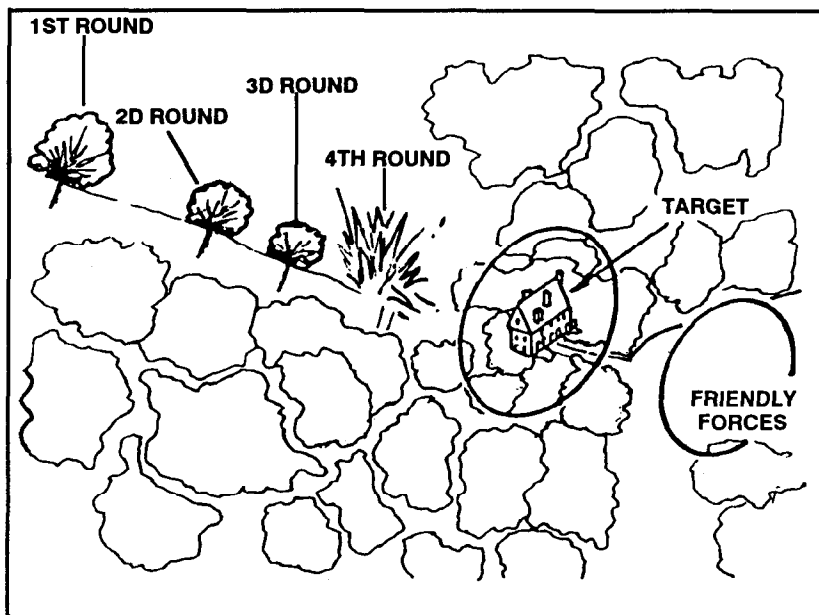 1ST ROUND
2D ROUND
3D ROUND
4TH ROUND
TARGET
FRIENDLY
FORCES